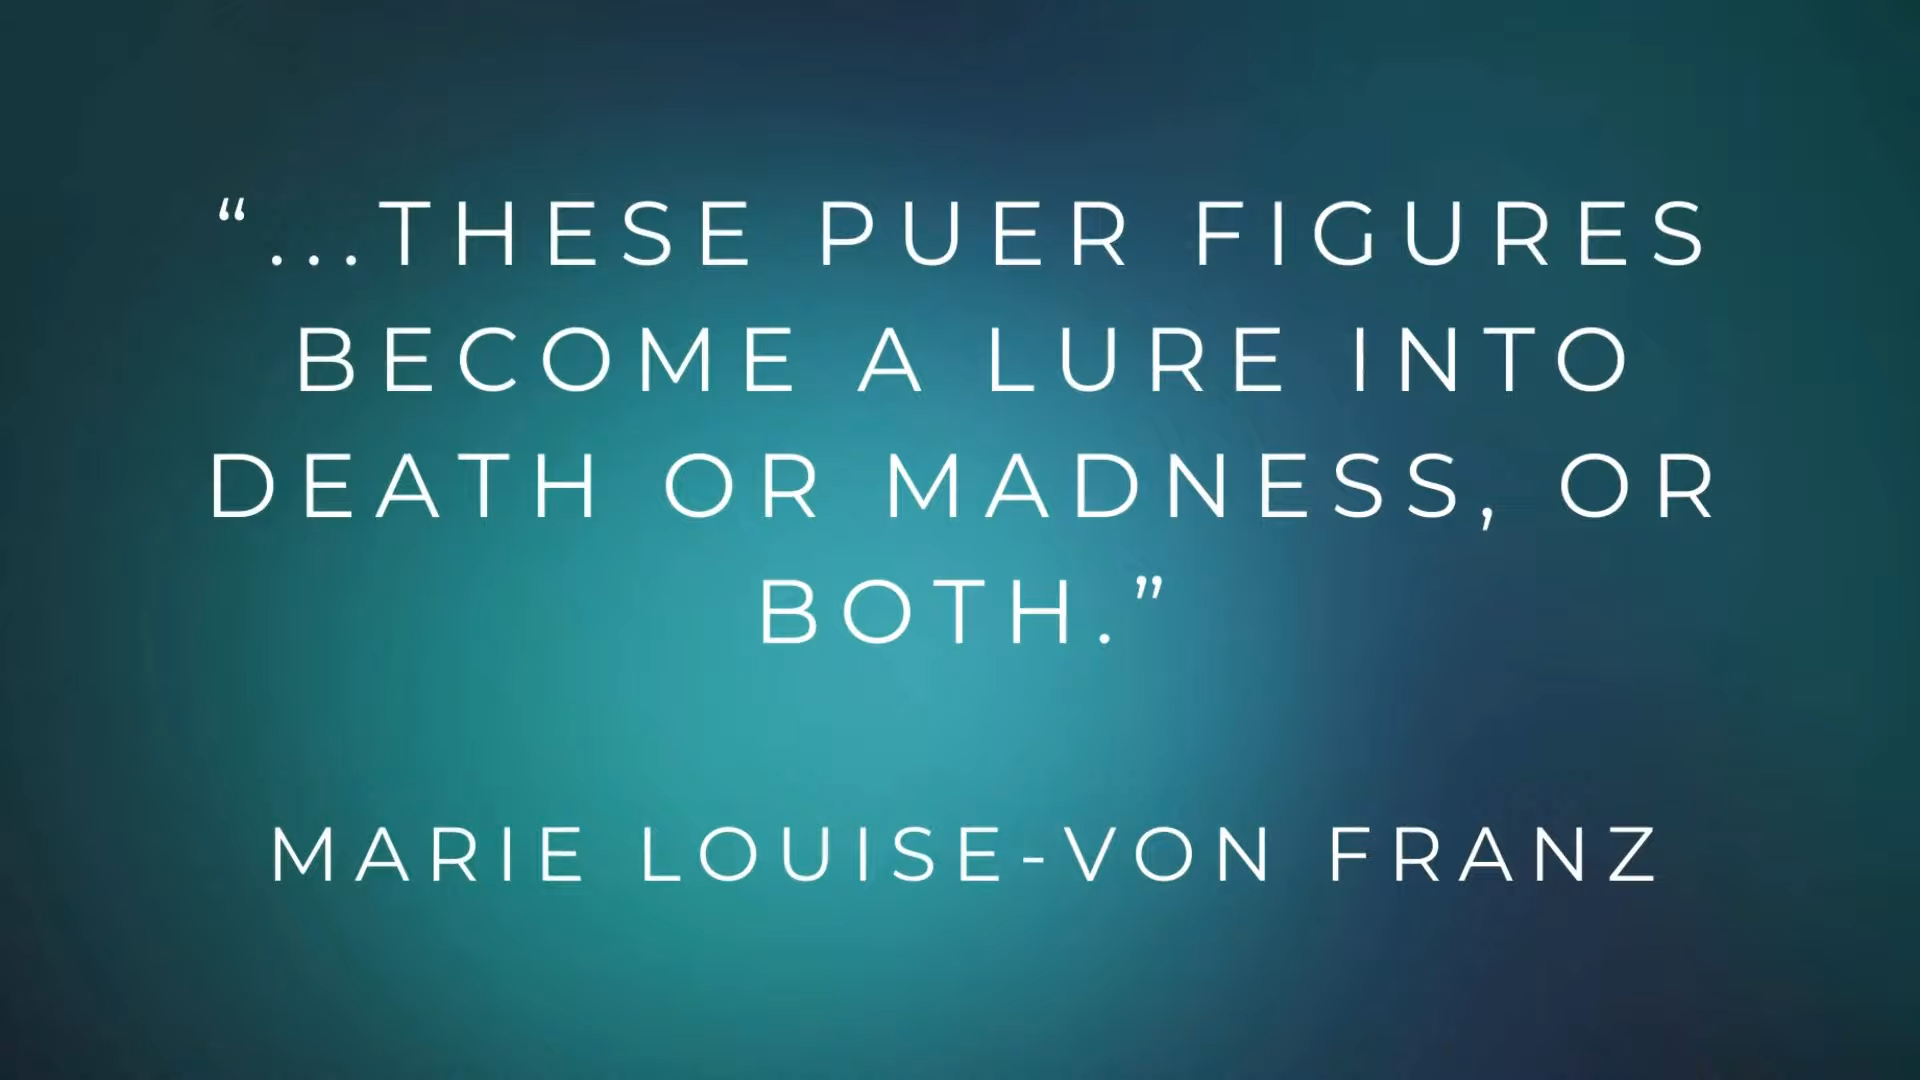 “...THESE PUER FIGURES
BECOME A LURE INTO
DEATH OR MADNESS, OR
BOTH.”
MARIE LOUISE-VON FRANZ